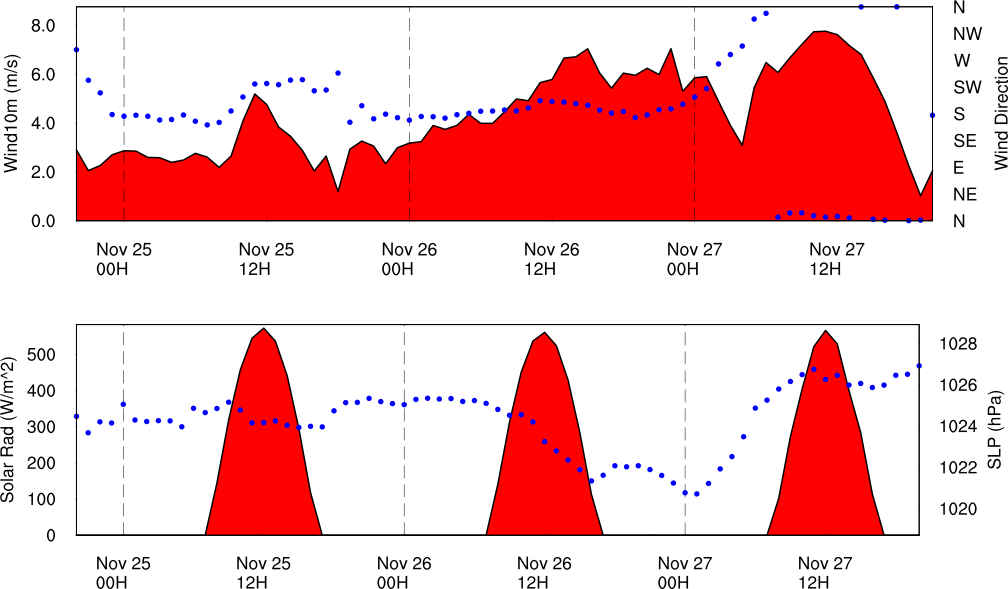 8.0
6.0
4.0
2.0
0.0
Wind10m (m/s)
N
NW
W
SW
S
SE
E
NE
N
Wind Direction
Nov 25
00H
Nov 25
12H
Nov 26
00H
Nov 26
12H
Nov 27
00H
Nov 27
12H
500
400
300
200
100
0
Solar Rad (W/m^2)
1028
1026
1024
1022
1020
SLP (hPa)
Nov 25
00H
Nov 25
12H
Nov 26
00H
Nov 26
12H
Nov 27
00H
Nov 27
12H